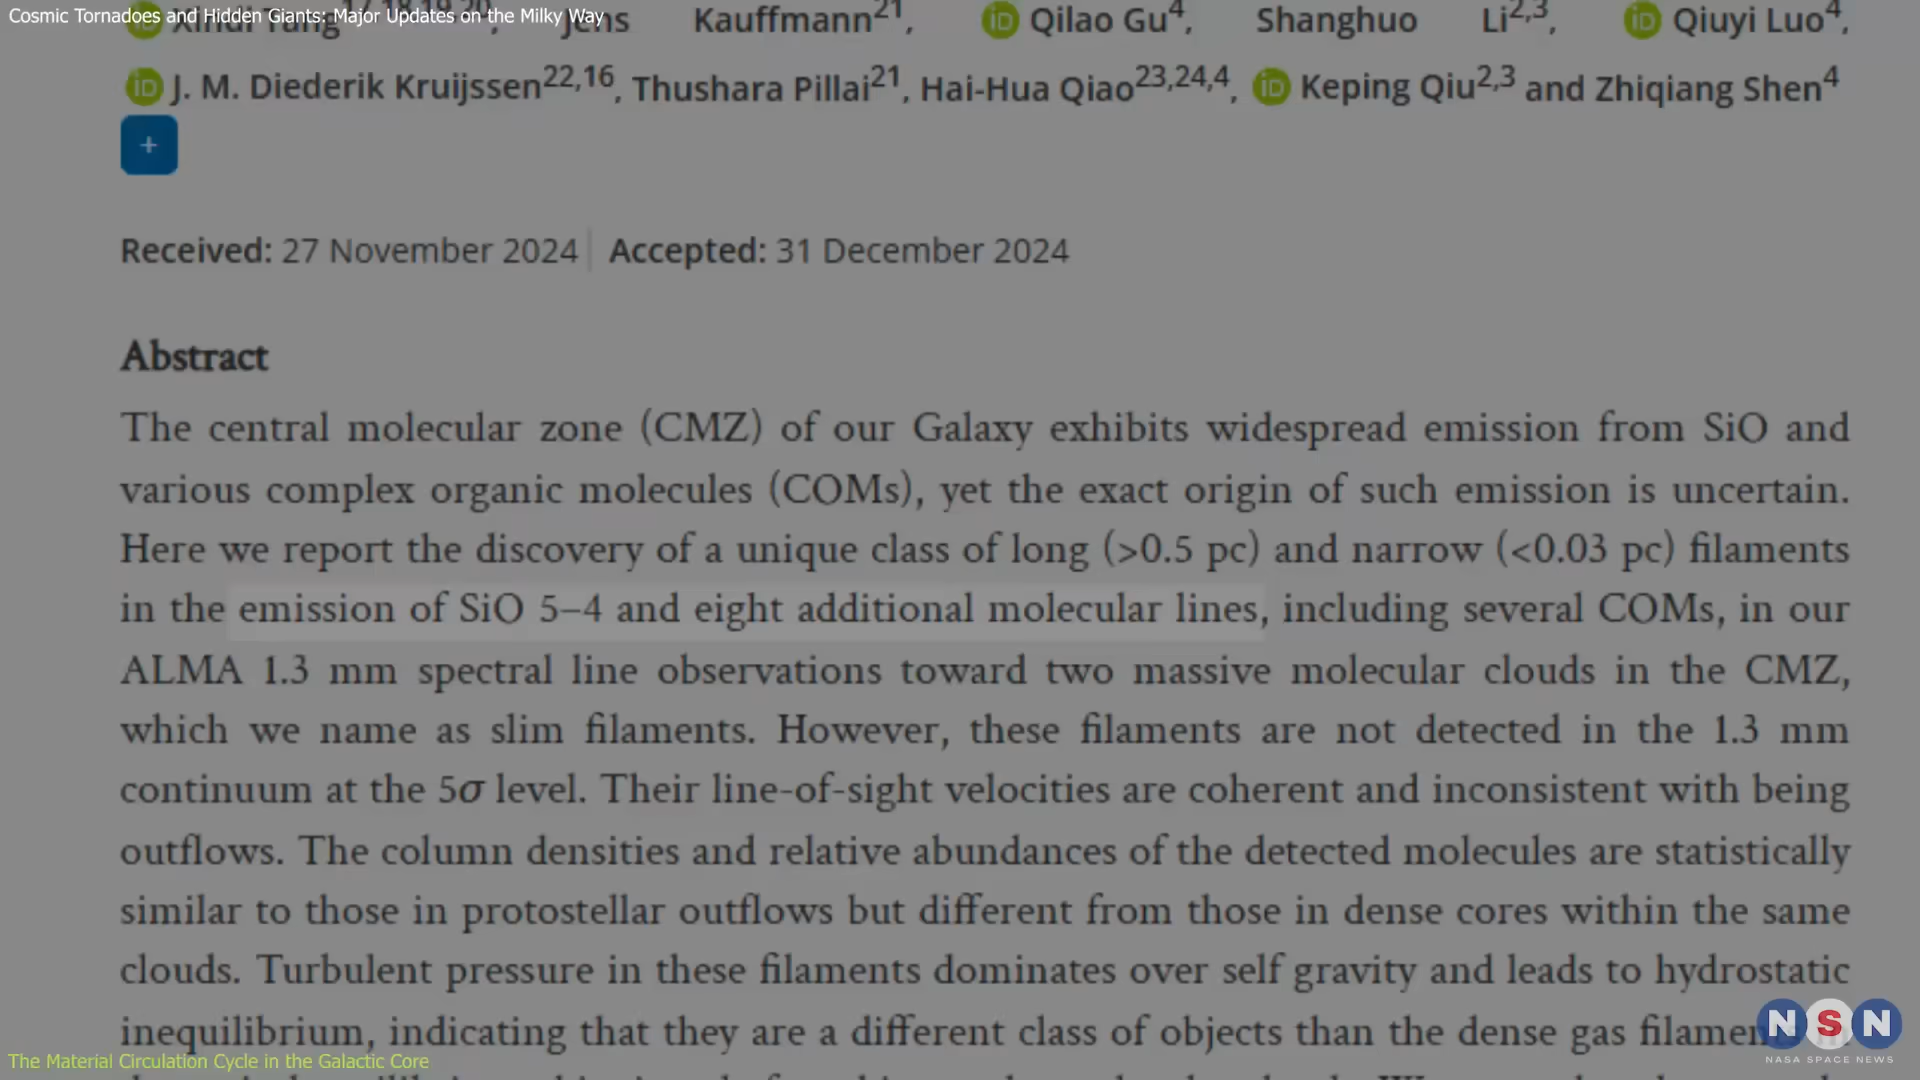 Cosmic Tornadoes and Hidden Giants: Major Updates on the Milky Way
Xindi Tang17,18,19,20, Jens Kauffmann21, iD Qilao Gu4, Shanghuo Li2,3, iD Qiuyi Luo4,
iD J. M. Diederik Kruijssen22,16, Thushara Pillai21, Hai-Hua Qiao23,24,4, iD Keping Qiu2,3 and Zhiqiang Shen4
+
Received: 27 November 2024 | Accepted: 31 December 2024
Abstract
The central molecular zone (CMZ) of our Galaxy exhibits widespread emission from SiO and
various complex organic molecules (COMs), yet the exact origin of such emission is uncertain.
Here we report the discovery of a unique class of long (>0.5 pc) and narrow (<0.03 pc) filaments
in the emission of SiO 5–4 and eight additional molecular lines, including several COMs, in our
ALMA 1.3 mm spectral line observations toward two massive molecular clouds in the CMZ,
which we name as slim filaments. However, these filaments are not detected in the 1.3 mm
continuum at the 5σ level. Their line-of-sight velocities are coherent and inconsistent with being
outflows. The column densities and relative abundances of the detected molecules are statistically
similar to those in protostellar outflows but different from those in dense cores within the same
clouds. Turbulent pressure in these filaments dominates over self gravity and leads to hydrostatic
inequilibrium, indicating that they are a different class of objects than the dense gas
NSN
NASA SPACE NEWS
The Material Circulation Cycle in the Galactic Core